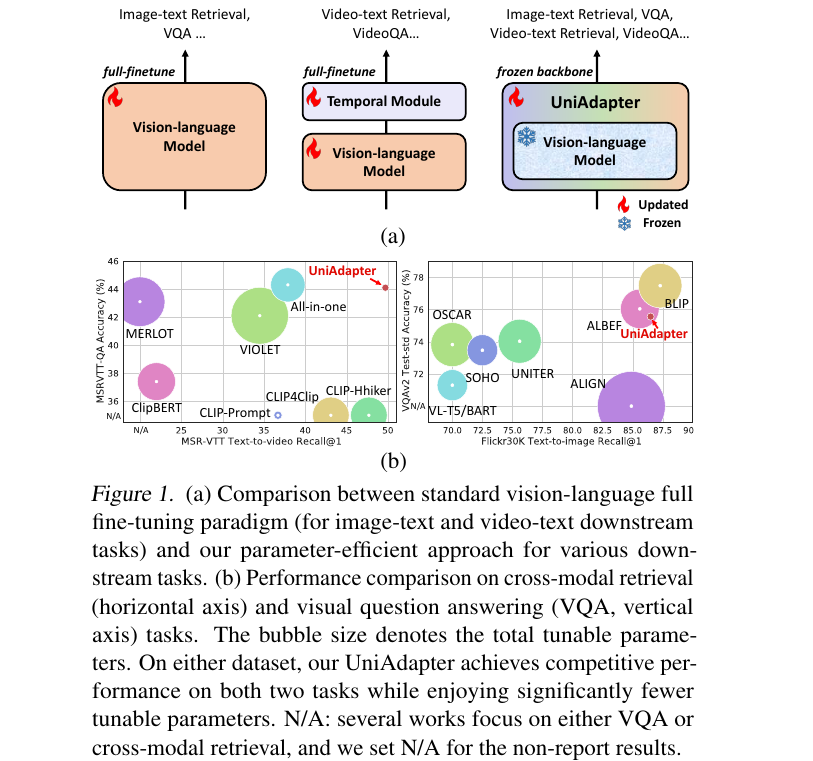 Image-text Retrieval,
VQA ...
Video-text Retrieval,
VideoQA...
Image-text Retrieval, VQA,
Video-text Retrieval, VideoQA...
full-finetune
full-finetune
frozen backbone
Vision-language
Model
Temporal Module
Vision-language
Model
UniAdapter
Vision-language
Model
Updated
Frozen
(a)
MSRVTT-QA Accuracy (%)
46
44
42
40
38
36
N/A
MERLOT
ClipBERT
VIOLET
All-in-one
UniAdapter
CLIP-Prompt
CLIP4Clip
CLIP-Hhiker
N/A
25
30
35
40
45
50
MSR-VTT Text-to-video Recall@1
VQAv2 Test-std Accuracy (%)
78
76
74
72
N/A
OSCAR
SOHO
VL-T5/BART
UNITER
ALBEF
BLIP
UniAdapter
ALIGN
70.0
72.5
75.0
77.5
80.0
82.5
85.0
87.5
90
Flickr30K Text-to-image Recall@1
(b)
Figure 1. (a) Comparison between standard vision-language full
fine-tuning paradigm (for image-text and video-text downstream
tasks) and our parameter-efficient approach for various down-
stream tasks. (b) Performance comparison on cross-modal retrieval
(horizontal axis) and visual question answering (VQA, vertical
axis) tasks. The bubble size denotes the total tunable parame-
ters. On either dataset, our UniAdapter achieves competitive per-
formance on both two tasks while enjoying significantly fewer
tunable parameters. N/A: several works focus on either VQA or
cross-modal retrieval, and we set N/A for the non-report results.